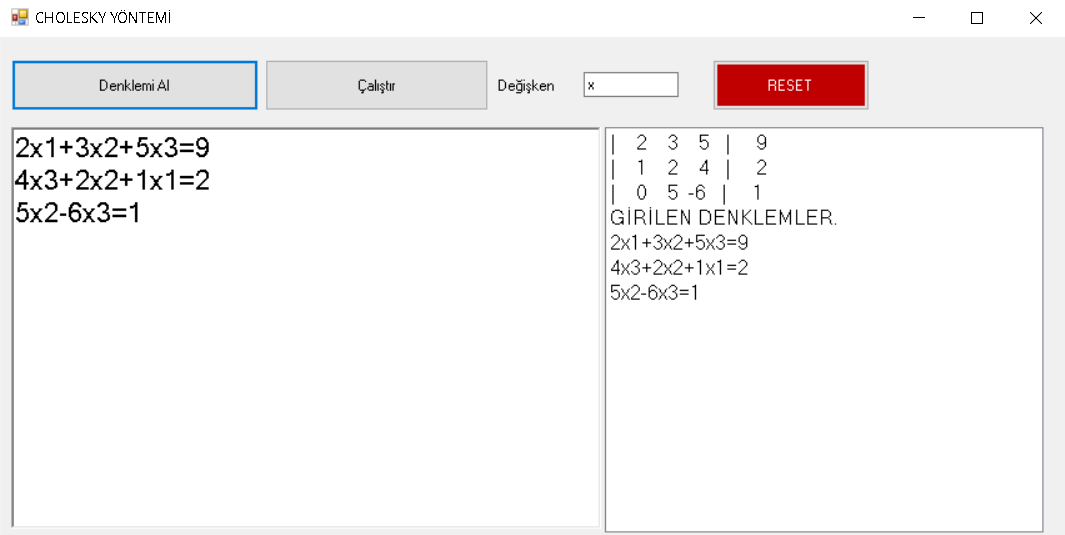 CHOLESKY YÖNTEMİ
Denklemi Al
Çalıştır
Değişken
x
RESET
2x1+3x2+5x3=9
4x3+2x2+1x1=2
5x2-6x3=1
| 2 3 5 | 9
| 1 2 4 | 2
| 0 5 -6 | 1
GİRİLEN DENKLEMLER.
2x1+3x2+5x3=9
4x3+2x2+1x1=2
5x2-6x3=1